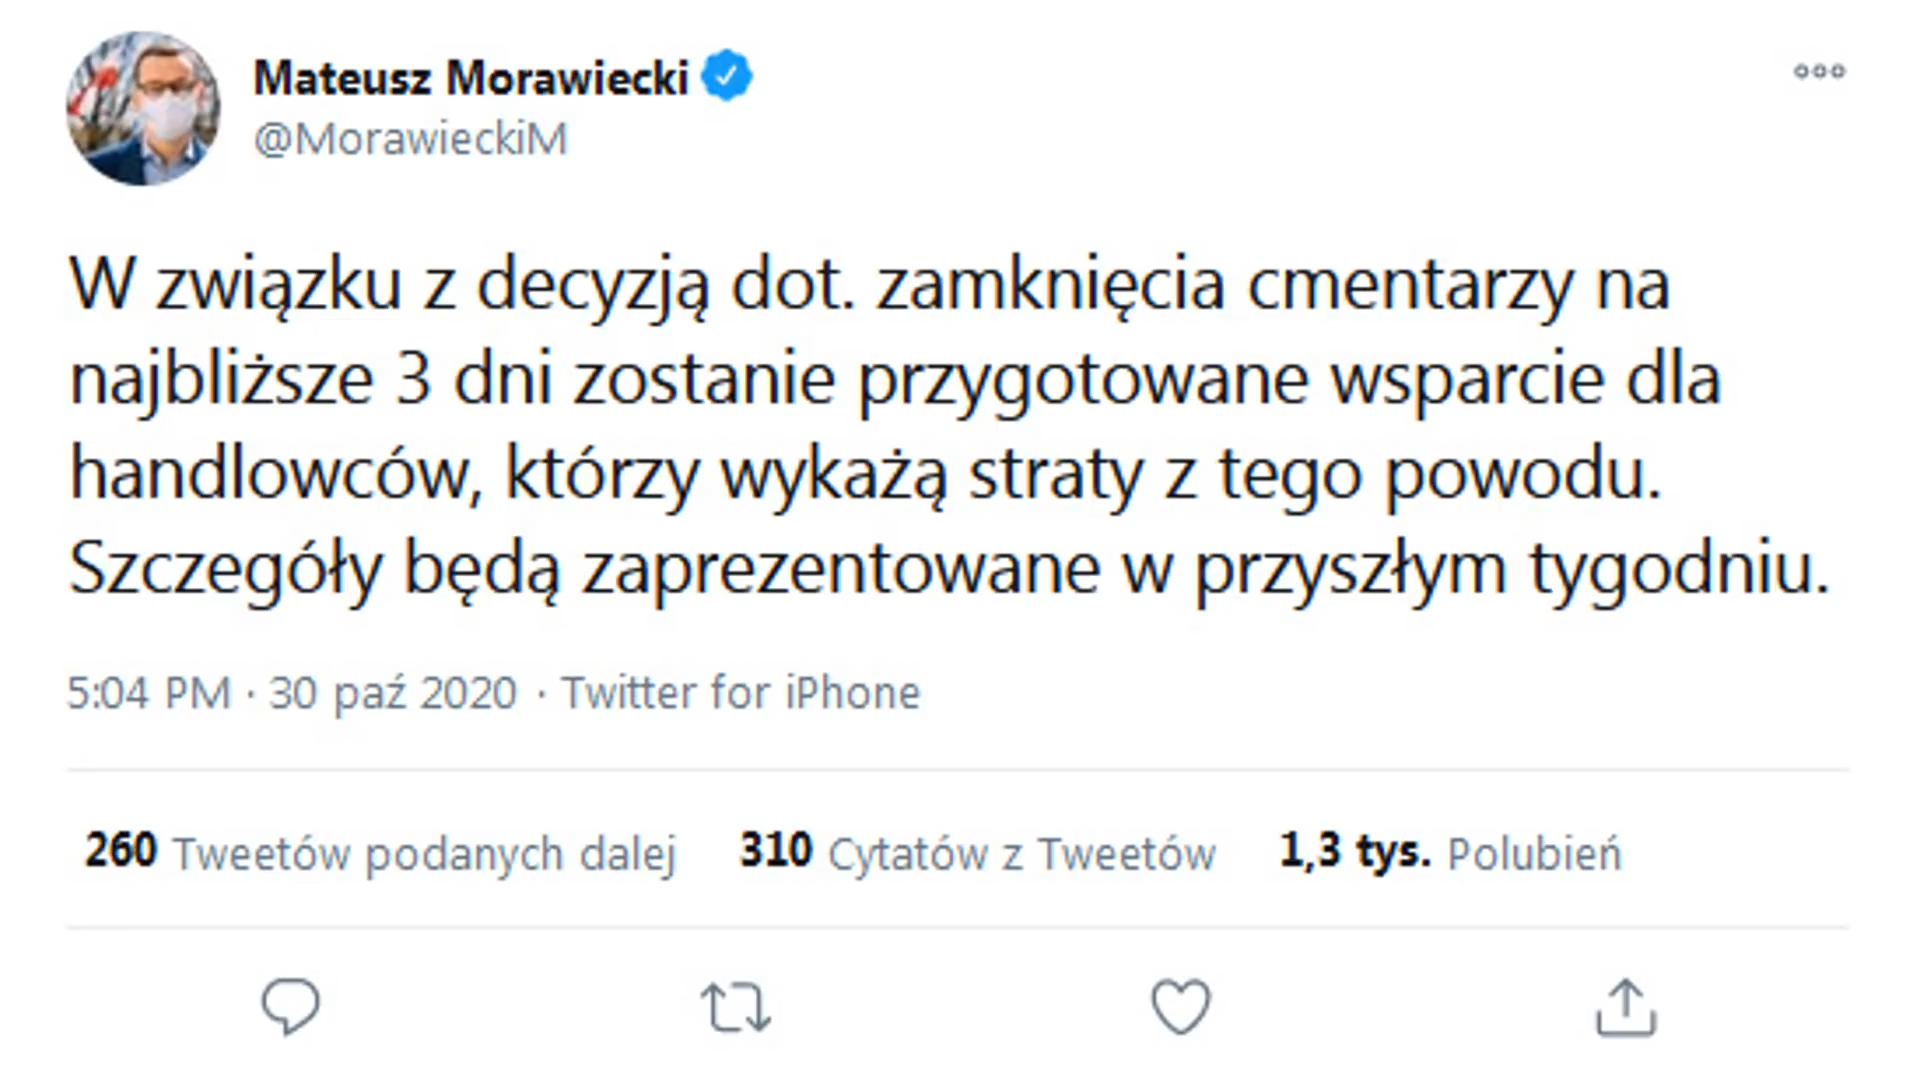 Mateusz Morawiecki
@MorawieckiM
W związku z decyzją dot. zamknięcia cmentarzy na
najbliższe 3 dni zostanie przygotowane wsparcie dla
handlowców, którzy wykażą straty z tego powodu.
Szczegóły będą zaprezentowane w przyszłym tygodniu.
5:04 PM · 30 paź 2020 · Twitter for iPhone
260 Tweetów podanych dalej 310 Cytatów z Tweetów 1,3 tys. Polubień